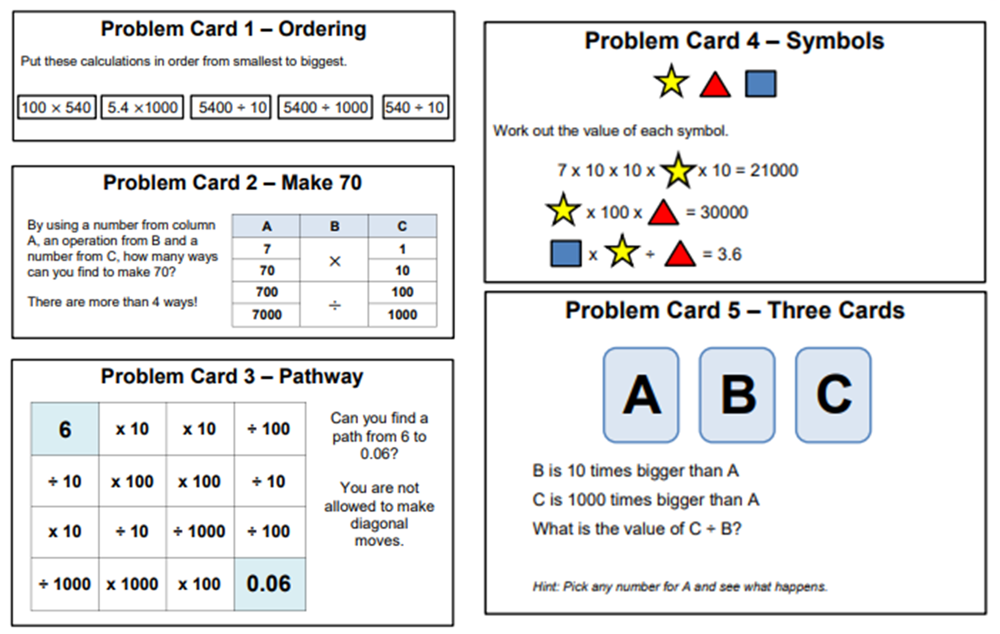 Problem Card 1 – Ordering
Put these calculations in order from smallest to biggest.
100 × 540 5.4 ×1000 5400 ÷ 10 5400 ÷ 1000 540 ÷ 10
Problem Card 2 – Make 70
By using a number from column
A, an operation from B and a
number from C, how many ways
can you find to make 70?
There are more than 4 ways!
A B C
7 × 1
70 10
700 ÷ 100
7000 1000
Problem Card 3 – Pathway
6 x 10 x 10 ÷ 100
÷ 10 x 100 x 100 ÷ 10
x 10 ÷ 10 ÷ 1000 ÷ 100
÷ 1000 x 1000 x 100 0.06
Can you find a
path from 6 to
0.06?
You are not
allowed to make
diagonal
moves.
Problem Card 4 – Symbols
Work out the value of each symbol.
7 x 10 x 10 x x 10 = 21000
x 100 x = 30000
x ÷ = 3.6
Problem Card 5 – Three Cards
A B C
B is 10 times bigger than A
C is 1000 times bigger than A
What is the value of C ÷ B?
Hint: Pick any number for A and see what happens.